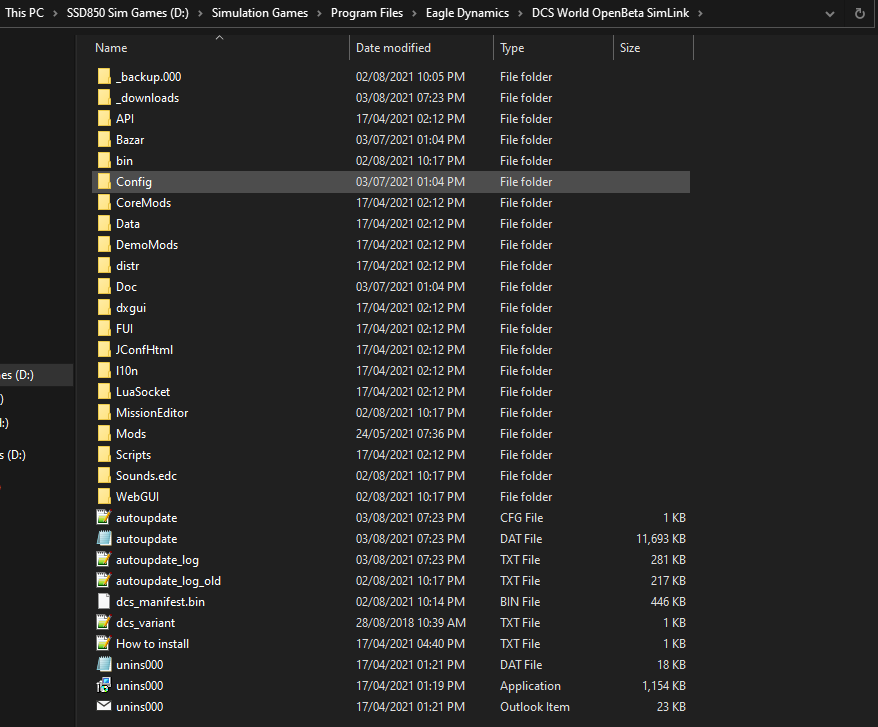 This PC > SSD850 Sim Games (D:) > Simulation Games > Program Files > Eagle Dynamics > DCS World OpenBeta SimLink >
Name Date modified Type Size
_backup.000 02/08/2021 10:05 PM File folder
_downloads 03/08/2021 07:23 PM File folder
API 17/04/2021 02:12 PM File folder
Bazar 03/07/2021 01:04 PM File folder
bin 02/08/2021 10:17 PM File folder
Config 03/07/2021 01:04 PM File folder
CoreMods 17/04/2021 02:12 PM File folder
Data 17/04/2021 02:12 PM File folder
DemoMods 17/04/2021 02:12 PM File folder
distr 17/04/2021 02:12 PM File folder
Doc 03/07/2021 01:04 PM File folder
dxgui 17/04/2021 02:12 PM File folder
FUI 17/04/2021 02:12 PM File folder
JConfHtml 17/04/2021 02:12 PM File folder
es (D:)
l10n 17/04/2021 02:12 PM File folder
)
LuaSocket 17/04/2021 02:12 PM File folder
MissionEditor 02/08/2021 10:17 PM File folder
:)
Mods 24/05/2021 07:36 PM File folder
s (D:)
Scripts 17/04/2021 02:12 PM File folder
Sounds.edc 02/08/2021 10:17 PM File folder
WebGUI 02/08/2021 10:17 PM File folder
autoupdate 03/08/2021 07:23 PM CFG File 1 KB
autoupdate 03/08/2021 07:23 PM DAT File 11,693 KB
autoupdate_log 03/08/2021 07:23 PM TXT File 281 KB
autoupdate_log_old 02/08/2021 10:17 PM TXT File 217 KB
dcs_manifest.bin 02/08/2021 10:14 PM BIN File 446 KB
dcs_variant 28/08/2018 10:39 AM TXT File 1 KB
How to install 17/04/2021 04:40 PM TXT File 1 KB
unins000 17/04/2021 01:21 PM DAT File 18 KB
unins000 17/04/2021 01:19 PM Application 1,154 KB
unins000 17/04/2021 01:21 PM Outlook Item 23 KB